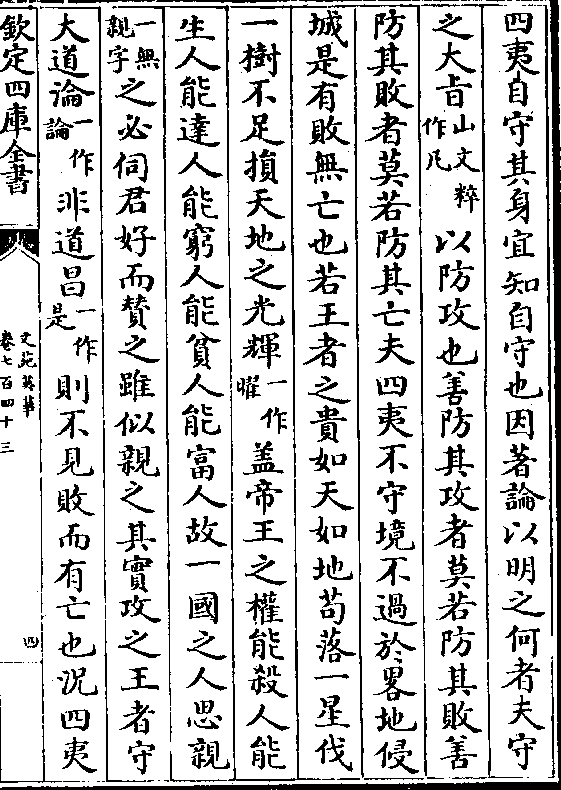 四夷自守其身宜知自守也因著論以明之何者夫守
之大旨山文粹作凡以防攻也善防其攻者莫若防其敗善
防其敗者莫若防其亡夫四夷不守境不過於畧地侵
城是有敗無亡也若王者之貴如天如地茍落一星伐
一樹不足損天地之光輝一作曜盖帝王之權能殺人能
生人能達人能窮人能貧人能富人故一國之人思親
一無親字之必伺君好而賛之雖似親之其實攻之王者守
大道論一作論非道昌一作是則不見敗而有亡也況四夷
欽定四庫全書
文苑英華
卷七百四十三
四